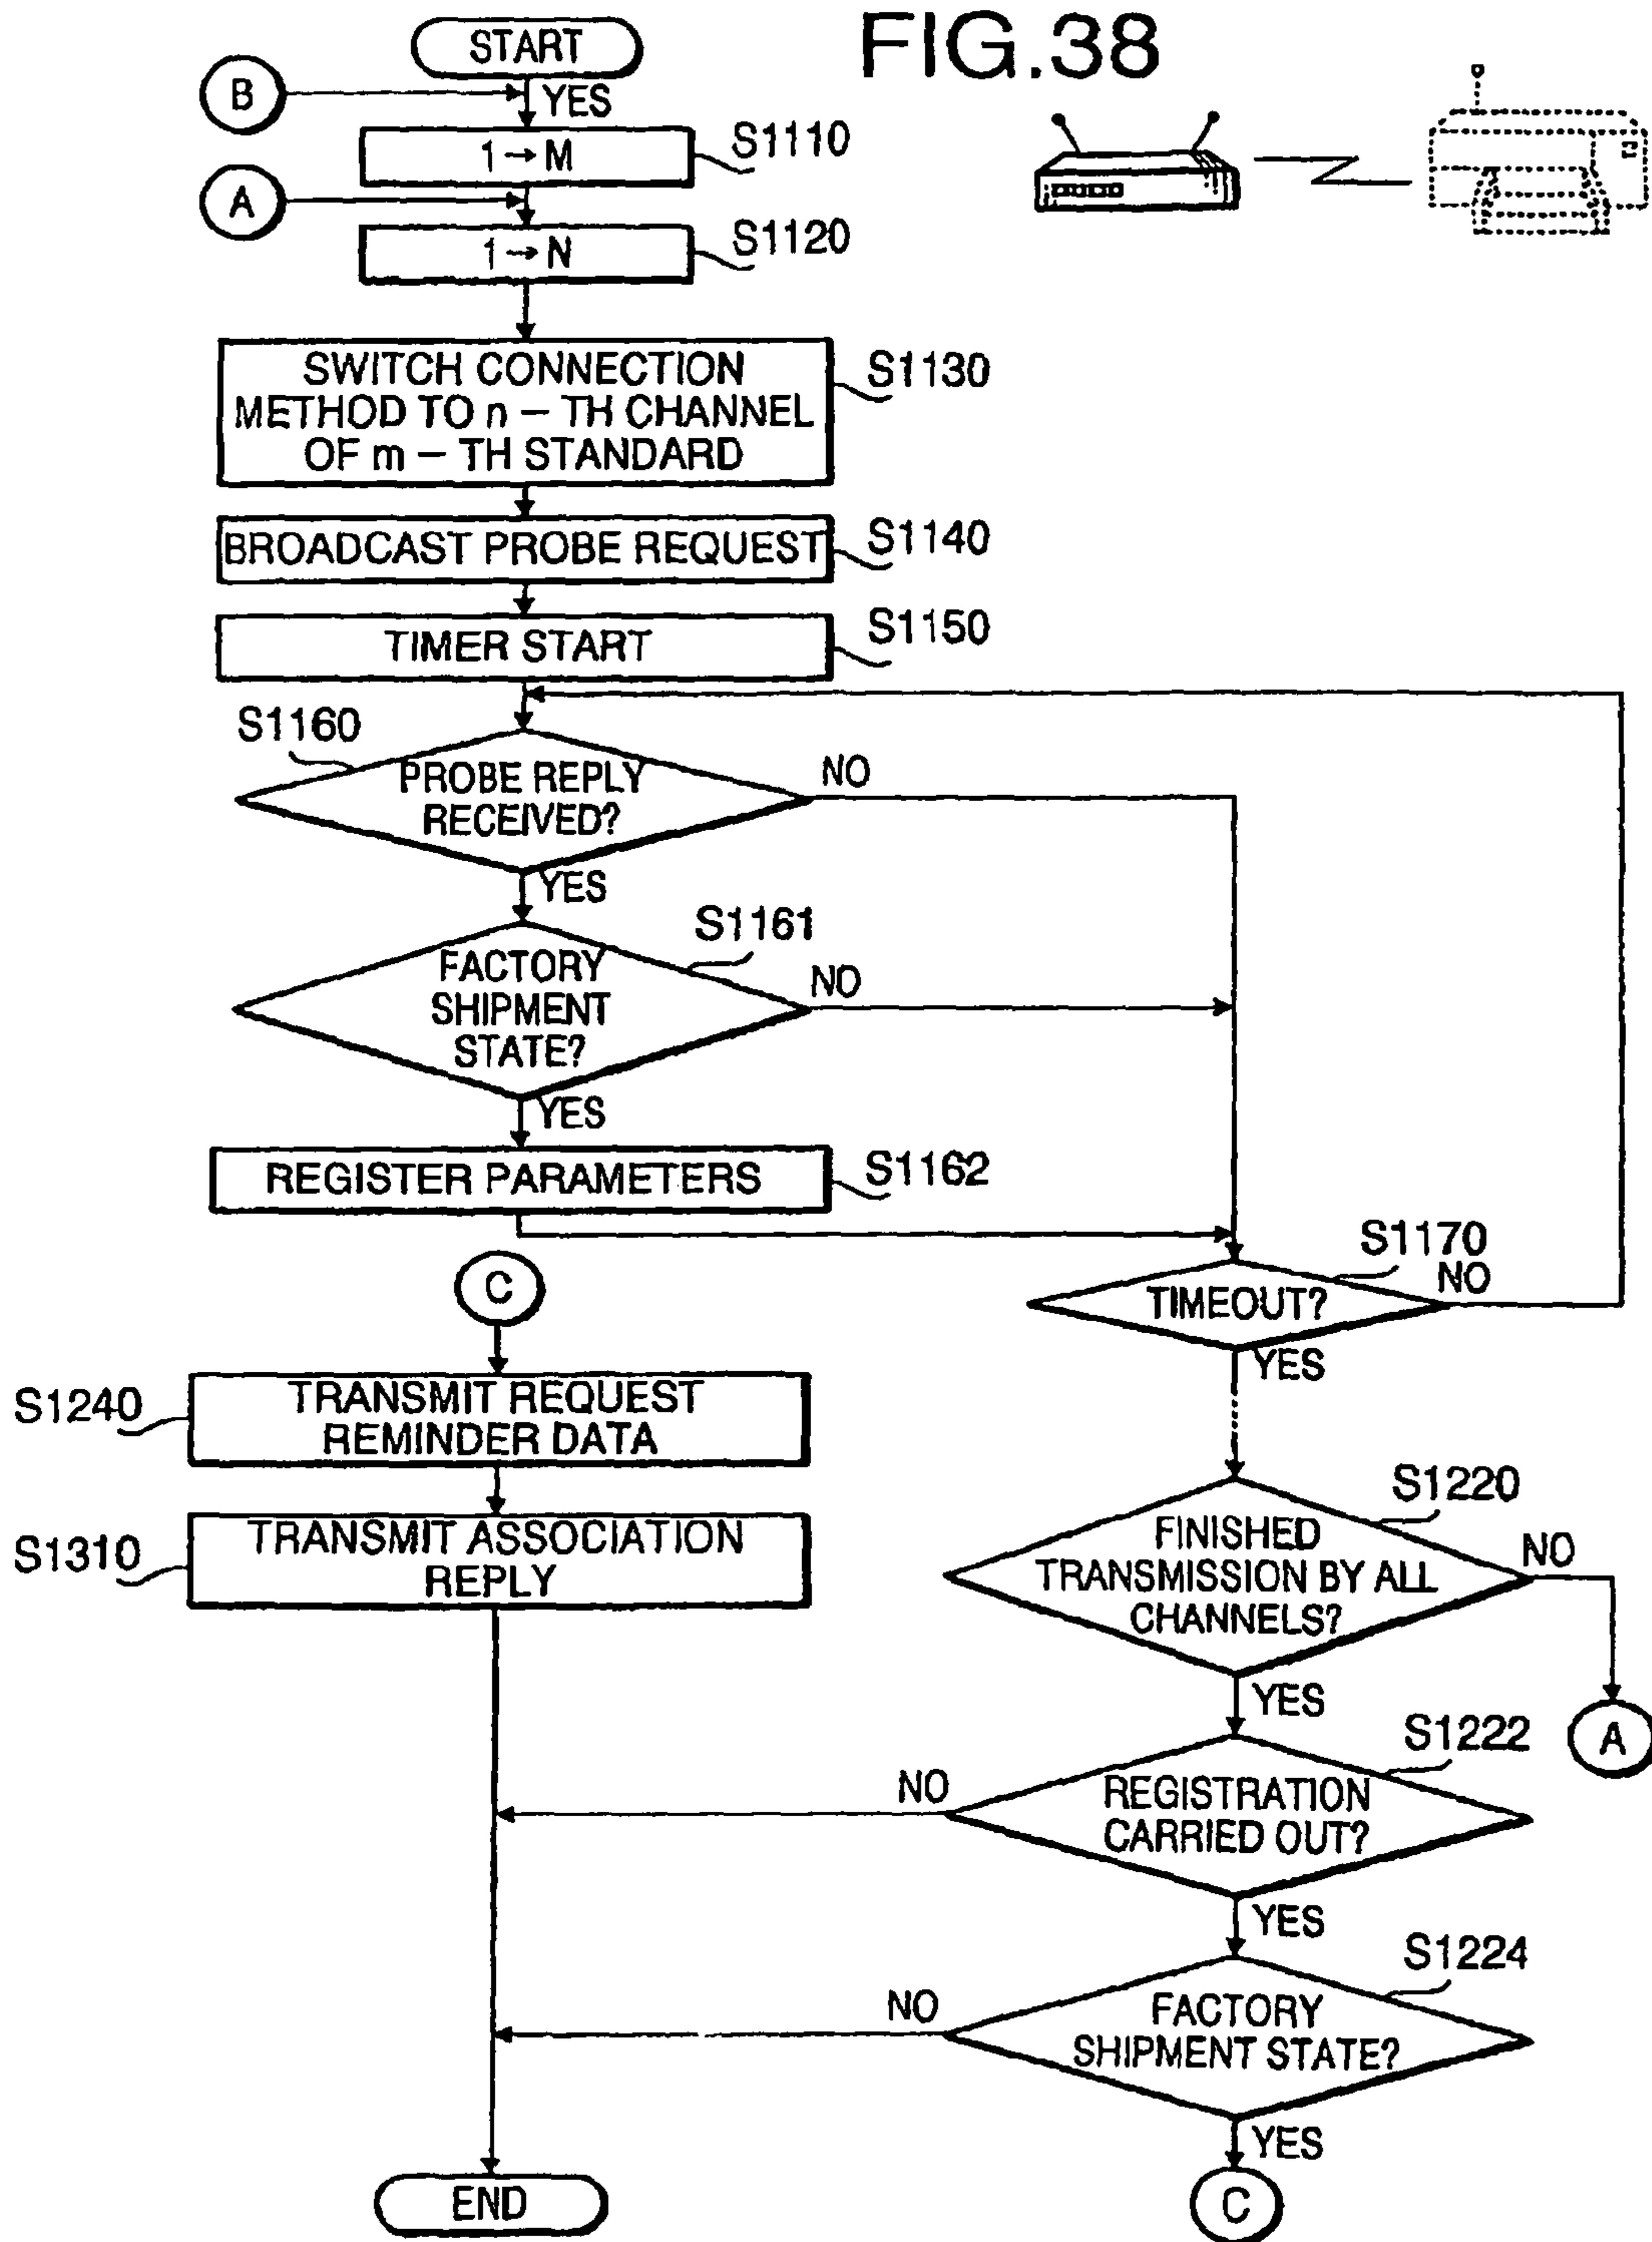 FIG.38
START
B
YES
1→M
S1110
A
1→N
S1120
SWITCH CONNECTION
METHOD TO n – TH CHANNEL
OF m – TH STANDARD
S1130
BROADCAST PROBE REQUEST
S1140
TIMER START
S1150
S1160
PROBE REPLY
RECEIVED?
NO
YES
S1161
FACTORY
SHIPMENT
STATE?
NO
YES
REGISTER PARAMETERS
S1162
S1170
TIMEOUT?
NO
YES
C
S1240
TRANSMIT REQUEST
REMINDER DATA
S1310
TRANSMIT ASSOCIATION
REPLY
S1220
FINISHED
TRANSMISSION BY ALL
CHANNELS?
NO
YES
A
S1222
REGISTRATION
CARRIED OUT?
NO
YES
S1224
FACTORY
SHIPMENT STATE?
NO
YES
END
C